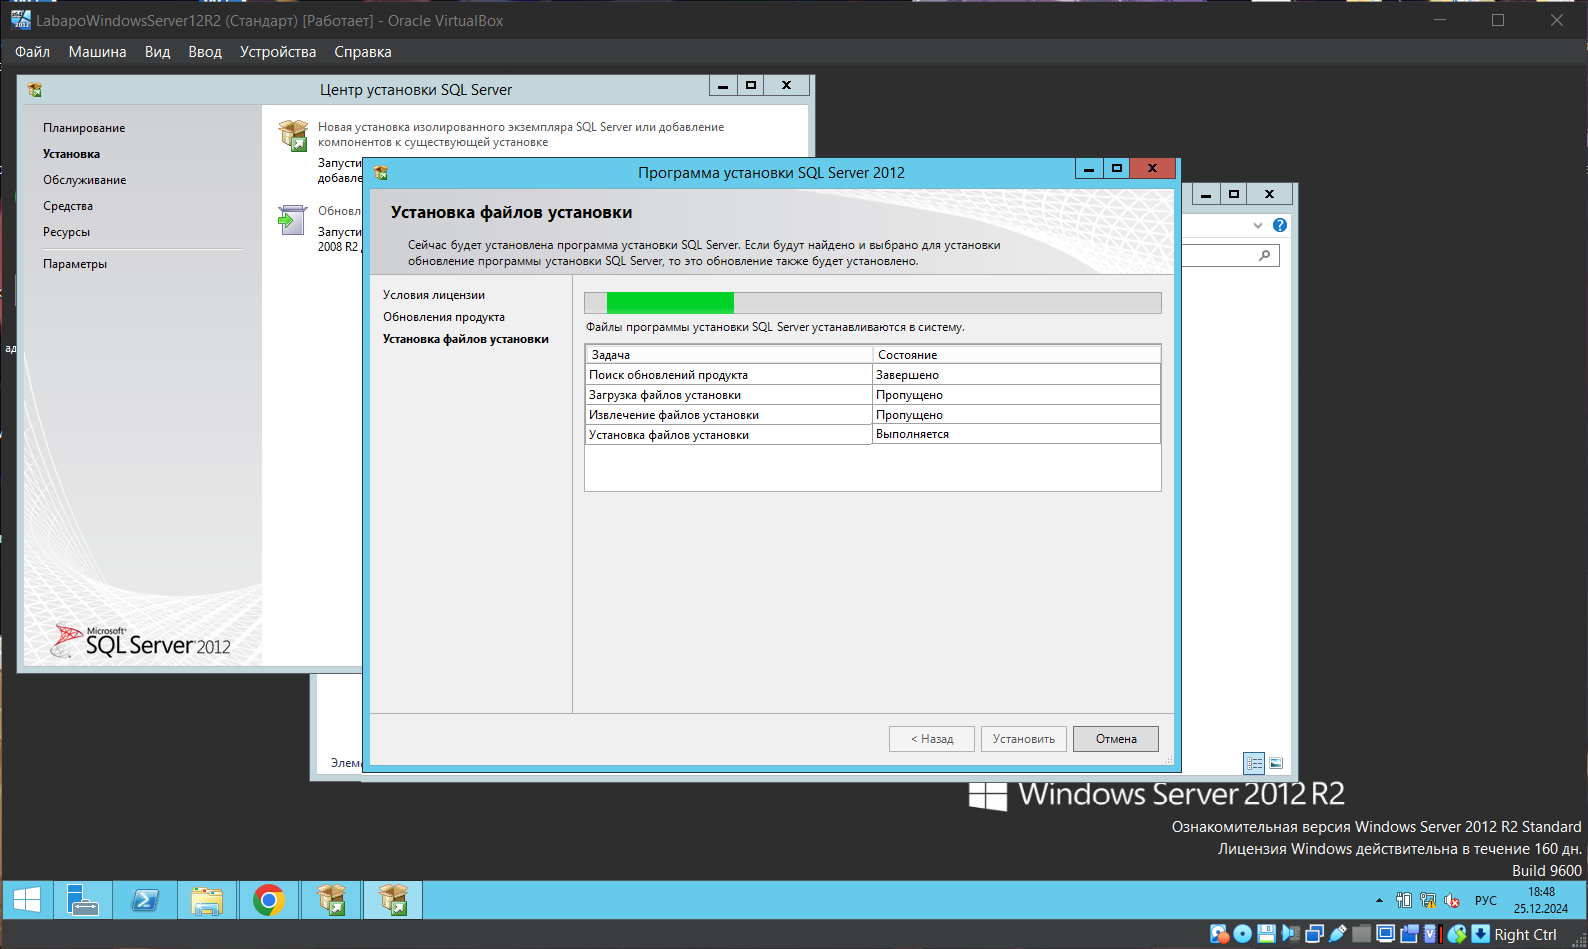 LabapoWindowsServer12R2 (Стандарт) [Работает] - Oracle VirtualBox
Файл Машина Вид Ввод Устройства Справка
Центр установки SQL Server
Планирование
Установка
Обслуживание
Средства
Ресурсы
Параметры
Новая установка изолированного экземпляра SQL Server или добавление
компонентов к существующей установке
Запусти
добавле
Обновл
Запусти
2008 R2
Microsoft®
SQL Server 2012
Программа установки SQL Server 2012
Установка файлов установки
Сейчас будет установлена программа установки SQL Server. Если будут найдено и выбрано для установки
обновление программы установки SQL Server, то это обновление также будет установлено.
Условия лицензии
Обновления продукта
Установка файлов установки
Файлы программы установки SQL Server устанавливаются в систему.
Задача Состояние
Поиск обновлений продукта Завершено
Загрузка файлов установки Пропущено
Извлечение файлов установки Пропущено
Установка файлов установки Выполняется
< Назад Установить Отмена
Элем
ад
Windows Server 2012 R2
Ознакомительная версия Windows Server 2012 R2 Standard
Лицензия Windows действительна в течение 160 дн.
Build 9600
РУС
18:48
25.12.2024
Right Ctrl